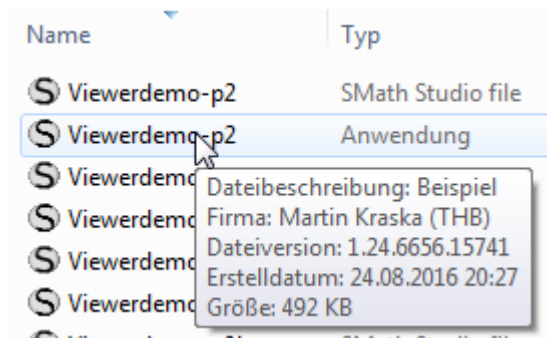 Name Typ
Viewerdemo-p2 SMath Studio file
Viewerdemo-p2 Anwendung
Viewerdemo
Dateibeschreibung: Beispiel
Viewerdemo
Firma: Martin Kraska (THB)
Dateiversion: 1.24.6656.15741
Viewerdemo
Erstelldatum: 24.08.2016 20:27
Viewerdemo
Größe: 492 KB